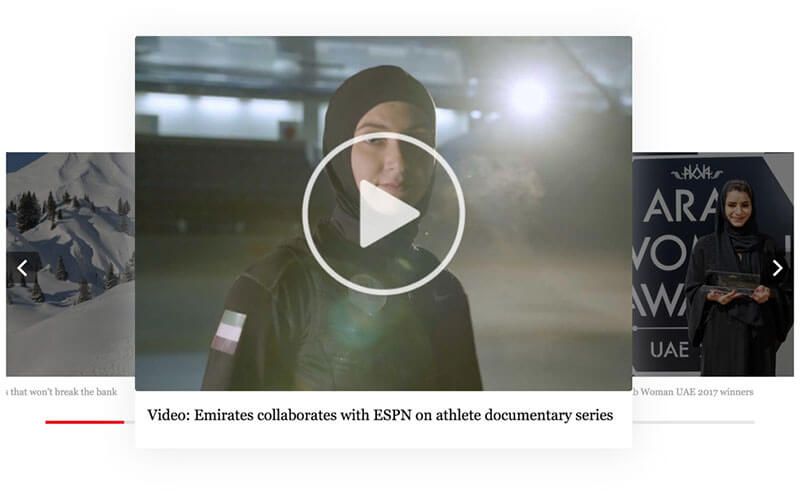 ARA
WO
AWA
UAE
that won't break the bank
Woman UAE 2017 winners
Video: Emirates collaborates with ESPN on athlete documentary series